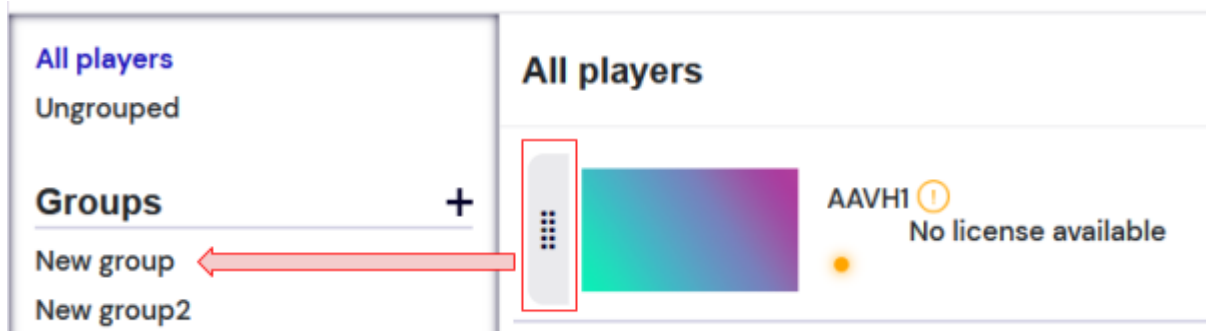 All players
Ungrouped
Groups +
New group
New group2
All players
AAVH1
No license available